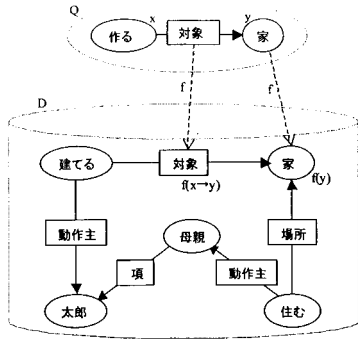 Q
作る
x
対象
y
家
f
f
D
建てる
対象
家
f(x→y)
f(y)
動作主
母親
場所
項
動作主
太郎
住む